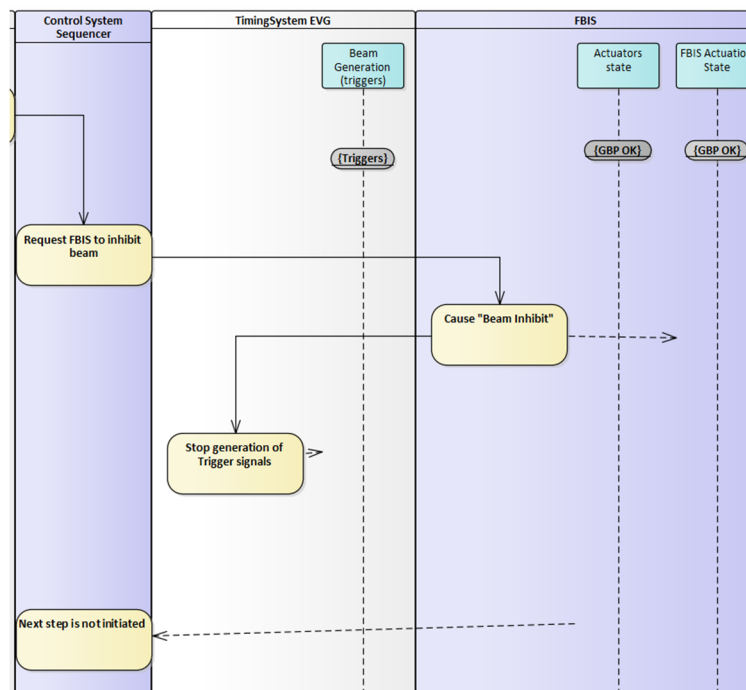 Control System
Sequencer
TimingSystem EVG
FBIS
Beam
Generation
(triggers)
Actuators
state
FBIS Actuatio
State
{Triggers}
{GBP OK}
{GBP OK}
Request FBIS to inhibit
beam
Cause "Beam Inhibit"
Stop generation of
Trigger signals
Next step is not initiated